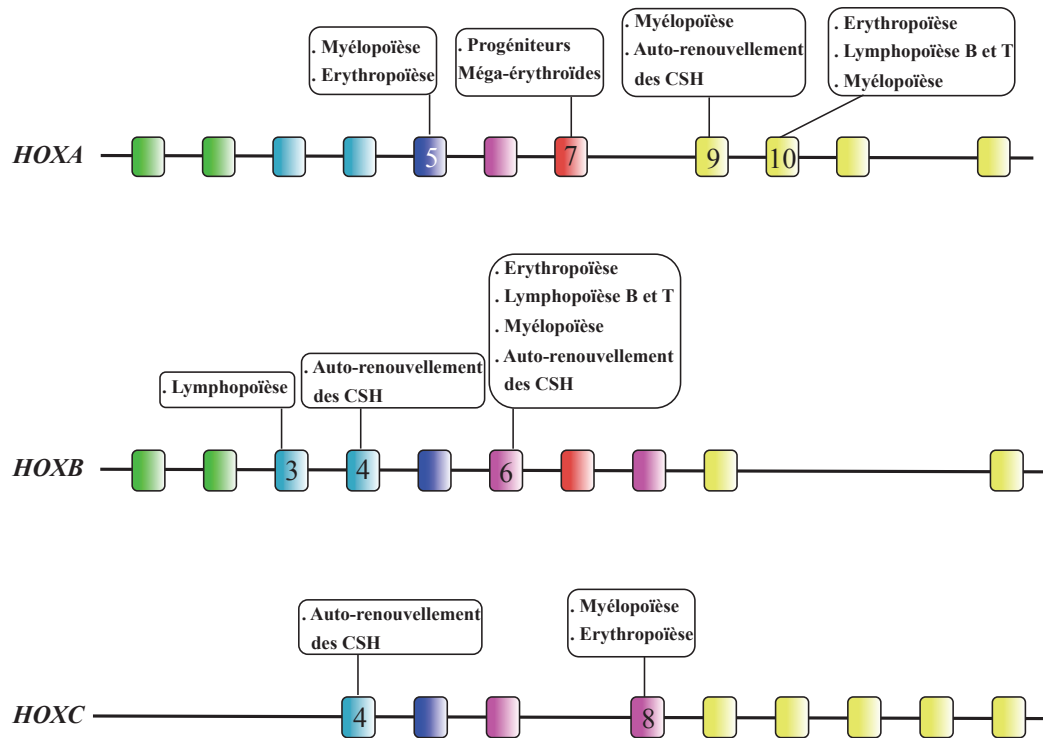 . Myélopoïèse
. Erythropoïèse
. Progéniteurs
Méga-érythroïdes
. Myélopoïèse
. Auto-renouvellement
des CSH
. Erythropoïèse
. Lymphopoïèse B et T
. Myélopoïèse
HOXA 5 7 9 10
. Lymphopoïèse
. Auto-renouvellement
des CSH
. Erythropoïèse
. Lymphopoïèse B et T
. Myélopoïèse
. Auto-renouvellement
des CSH
HOXB 3 4 6
. Auto-renouvellement
des CSH
. Myélopoïèse
. Erythropoïèse
HOXC 4 8